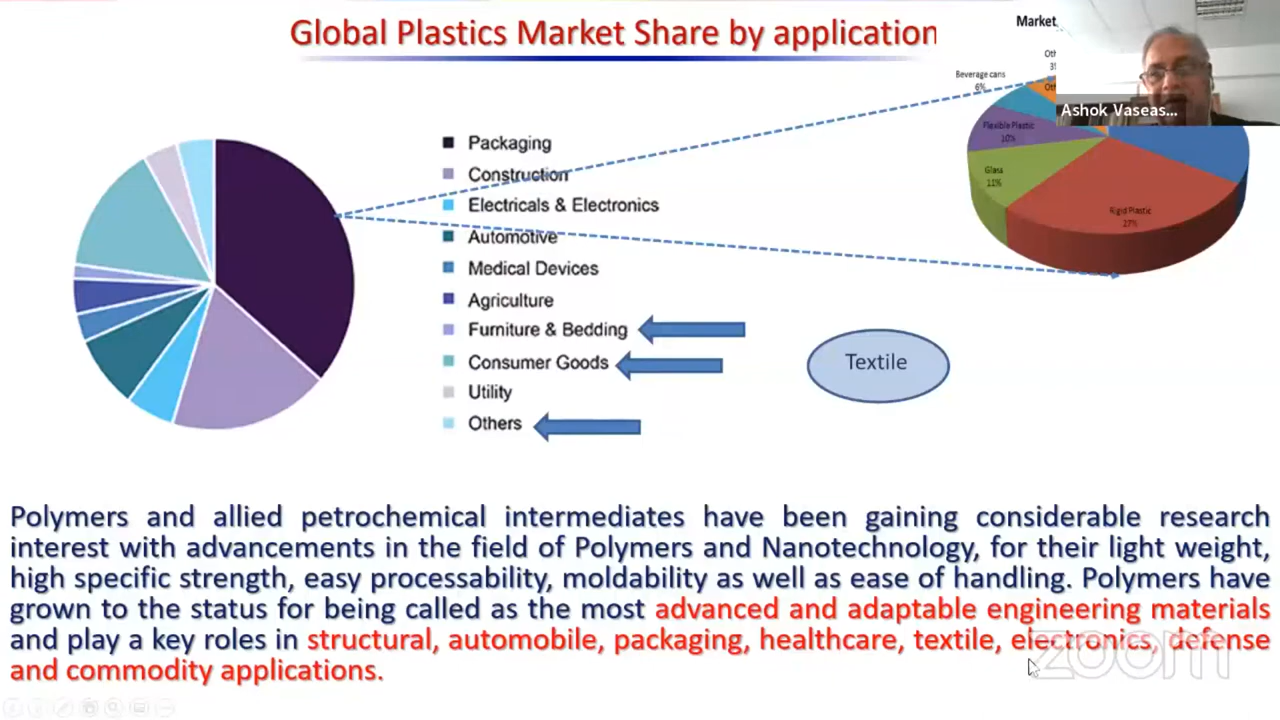 Global Plastics Market Share by application
Market
Beverage cans
6%
Flexible Plastic
10%
Glass
11%
Rigid Plastic
27%
Ashok Vaseas...
Packaging
Construction
Electricals & Electronics
Automotive
Medical Devices
Agriculture
Furniture & Bedding
Consumer Goods
Utility
Others
Textile
Polymers and allied petrochemical intermediates have been gaining considerable research
interest with advancements in the field of Polymers and Nanotechnology, for their light weight,
high specific strength, easy processability, moldability as well as ease of handling. Polymers have
grown to the status for being called as the most advanced and adaptable engineering materials
and play a key roles in structural, automobile, packaging, healthcare, textile, electronics, defense
and commodity applications.
zoom